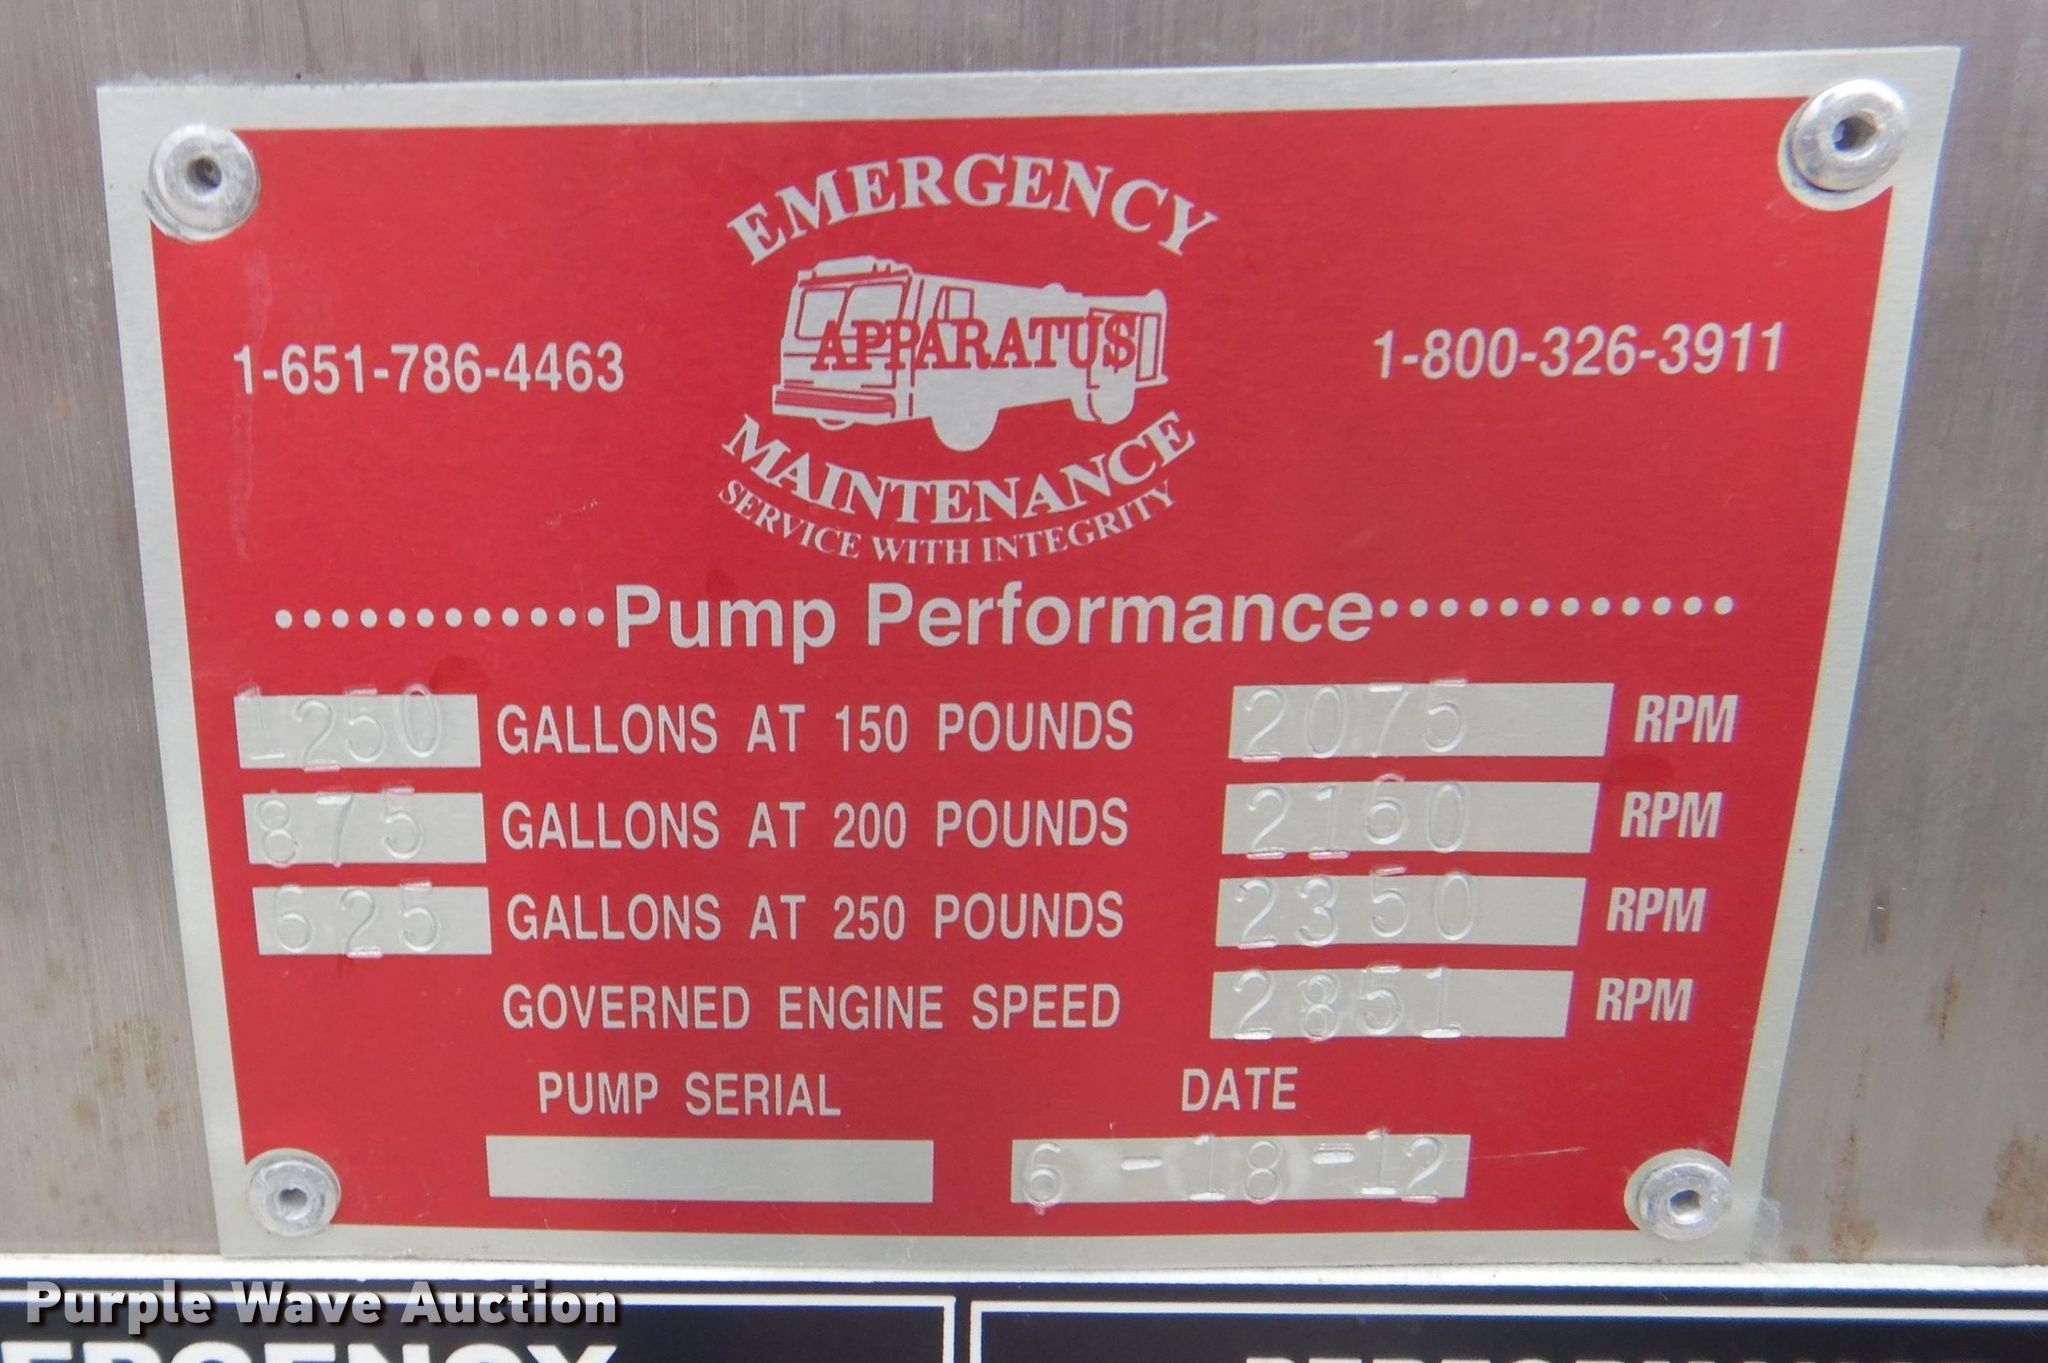 EMERGENCY
APPARATU$
MAINTENANCE
SERVICE WITH INTEGRITY
1-651-786-4463
1-800-326-3911
Pump Performance
1250 GALLONS AT 150 POUNDS 2075 RPM
875 GALLONS AT 200 POUNDS 2160 RPM
625 GALLONS AT 250 POUNDS 2350 RPM
GOVERNED ENGINE SPEED 2851 RPM
PUMP SERIAL DATE
6-18-12
Purple Wave Auction